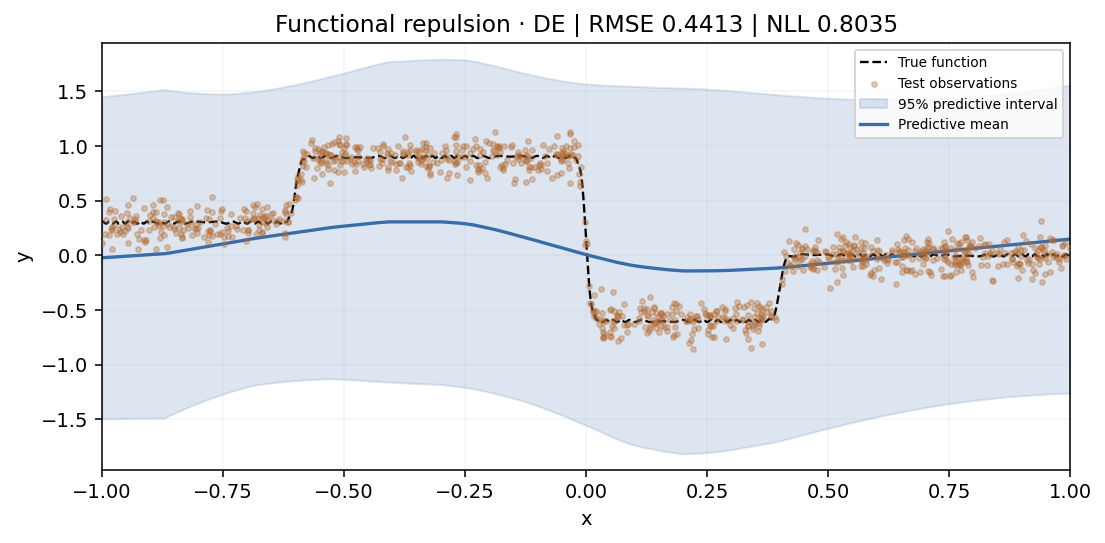 Functional repulsion · DE | RMSE 0.4413 | NLL 0.8035
True function
Test observations
95% predictive interval
Predictive mean
y
1.5
1.0
0.5
0.0
−0.5
−1.0
−1.5
−1.00 −0.75 −0.50 −0.25 0.00 0.25 0.50 0.75 1.00
x